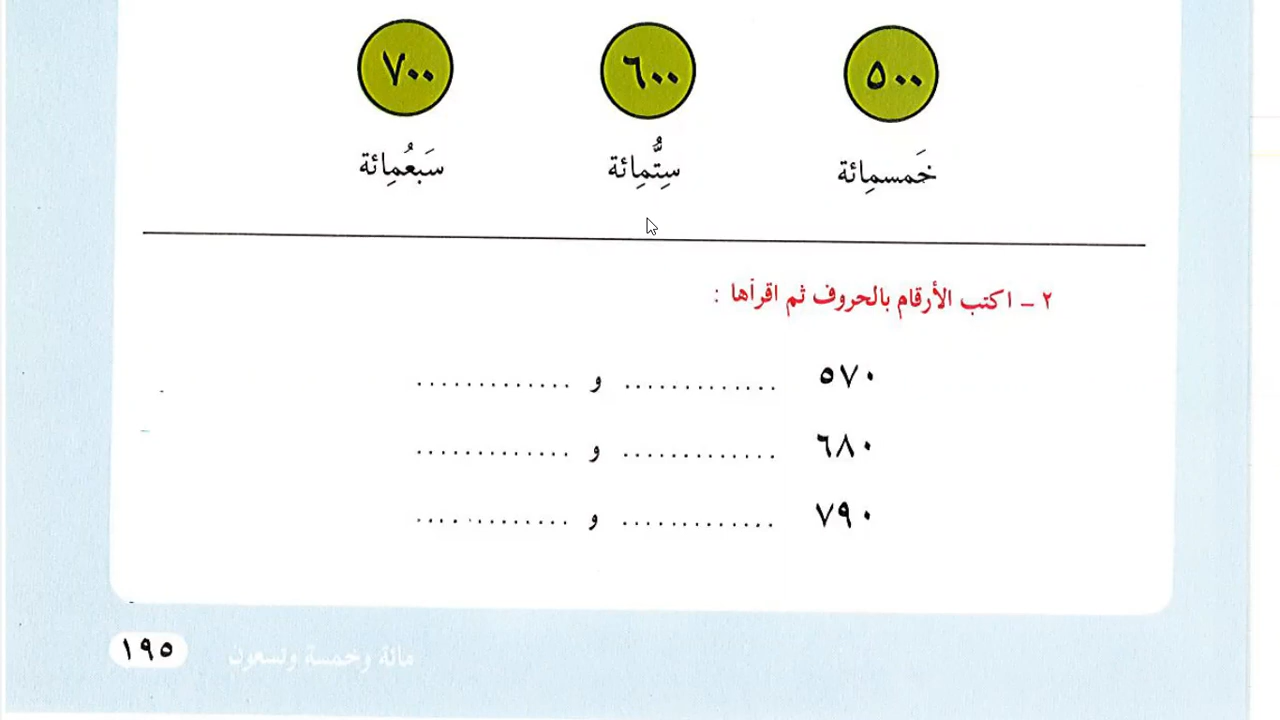 ٥٠٠ ٦٠٠ ٧٠٠
خَمسمِائة سِتُّمِائة سَبعُمِائة
٢ – اكتب الأرقام بالحروف ثم اقرأها :
٥٧٠ ............. و .............
٦٨٠ ............. و .............
٧٩٠ ............. و .............
١٩٥ مائة وخمسة وتسعون